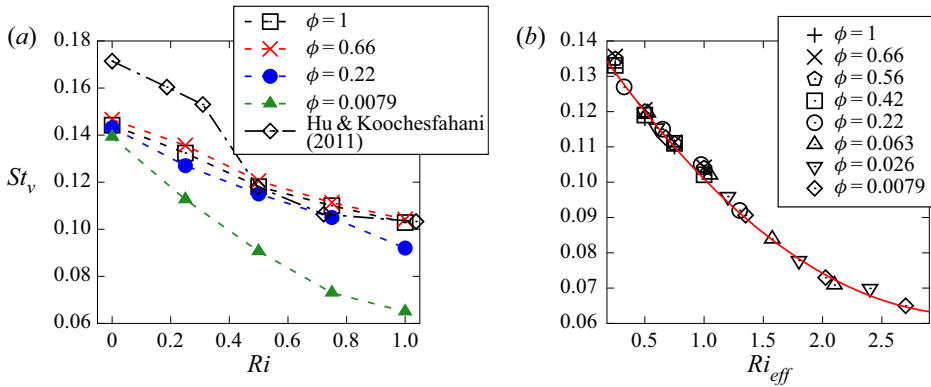 (a)
0.18
0.16
0.14
0.12
0.10
0.08
0.06
St_v
0
0.2
0.4
0.6
0.8
1.0
Ri
ϕ = 1
ϕ = 0.66
ϕ = 0.22
ϕ = 0.0079
Hu & Koochesfahani
(2011)
(b)
0.14
0.13
0.12
0.11
0.10
0.09
0.08
0.07
0.06
0.5
1.0
1.5
2.0
2.5
Ri_eff
ϕ = 1
ϕ = 0.66
ϕ = 0.56
ϕ = 0.42
ϕ = 0.22
ϕ = 0.063
ϕ = 0.026
ϕ = 0.0079